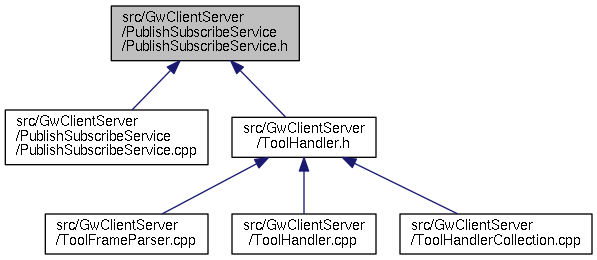 src/GwClientServer
/PublishSubscribeService
/PublishSubscribeService.h
src/GwClientServer
/PublishSubscribeService
/PublishSubscribeService.cpp
src/GwClientServer
/ToolHandler.h
src/GwClientServer
/ToolFrameParser.cpp
src/GwClientServer
/ToolHandler.cpp
src/GwClientServer
/ToolHandlerCollection.cpp